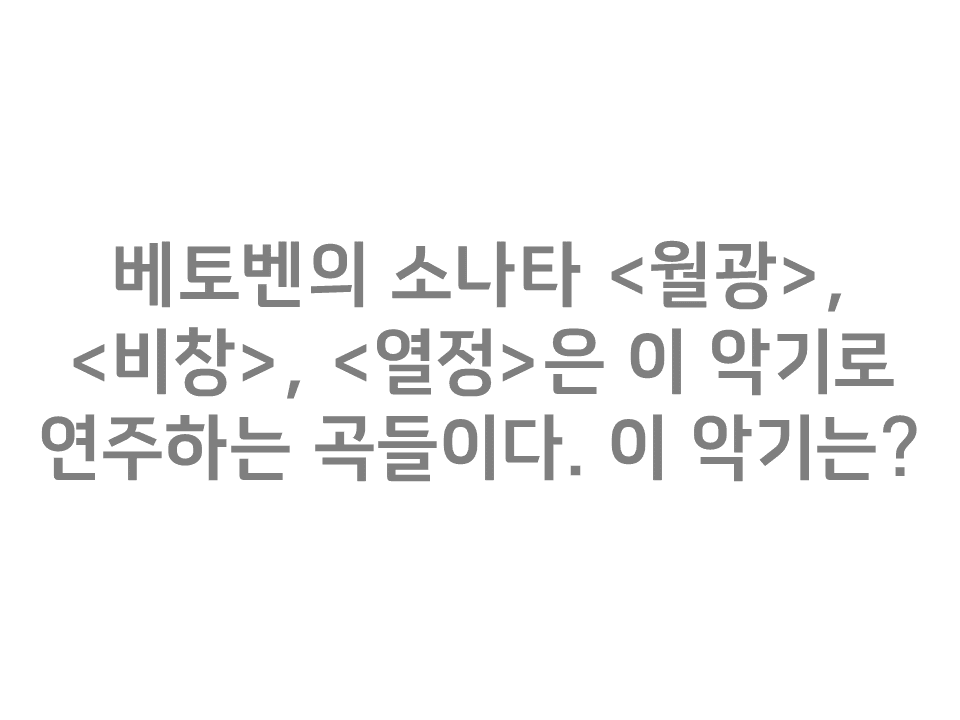 베토벤의 소나타 <월광>,
<비창>, <열정>은 이 악기로
연주하는 곡들이다. 이 악기는?